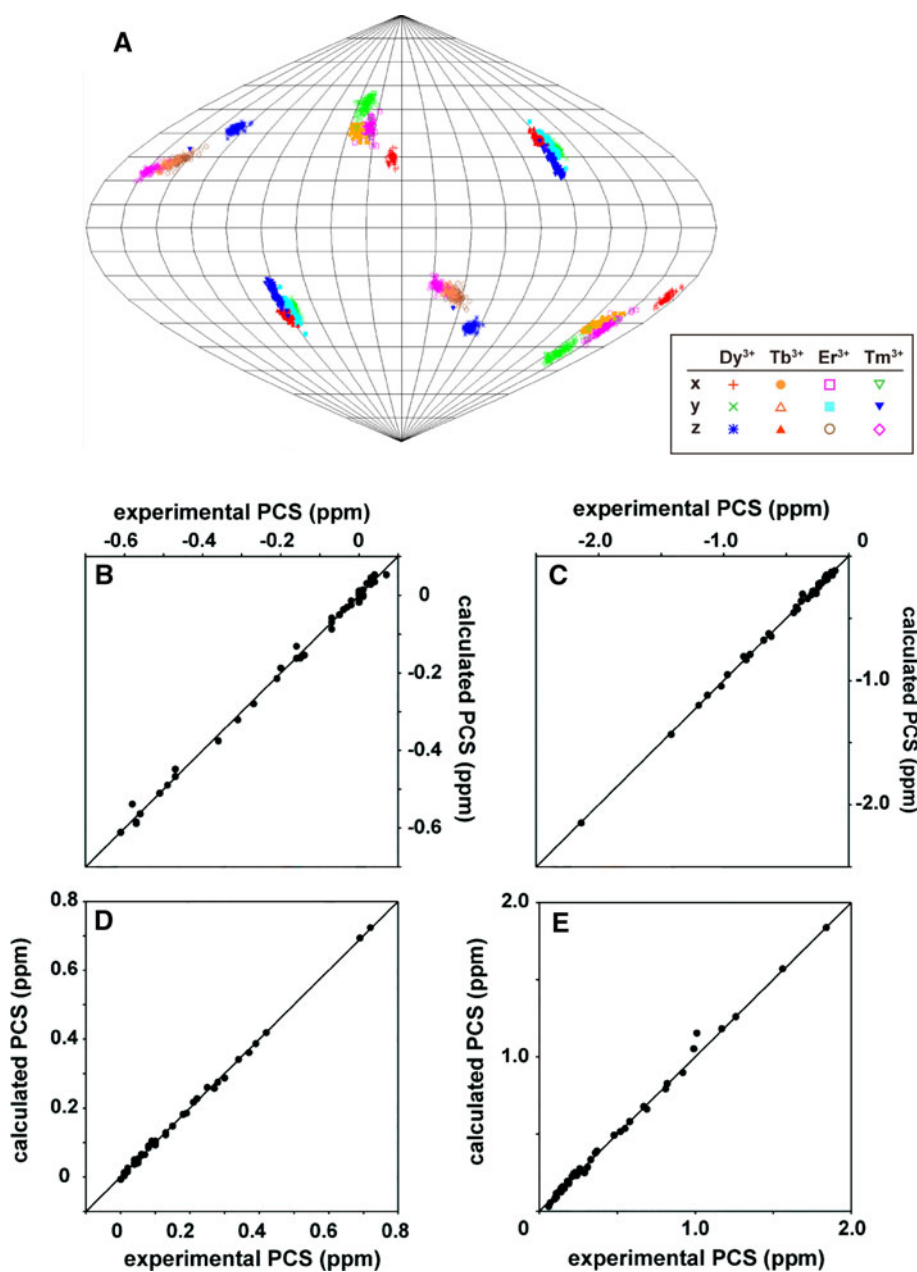 A
Dy³⁺ Tb³⁺ Er³⁺ Tm³⁺
x
y
z
experimental PCS (ppm)
-0.6 -0.4 -0.2 0
B
0
-0.2
-0.4
-0.6
calculated PCS (ppm)
experimental PCS (ppm)
-2.0 -1.0 0
C
-1.0
-2.0
calculated PCS (ppm)
D
0.8
0.6
0.4
0.2
0
calculated PCS (ppm)
0 0.2 0.4 0.6 0.8
experimental PCS (ppm)
E
2.0
1.0
calculated PCS (ppm)
0 1.0 2.0
experimental PCS (ppm)